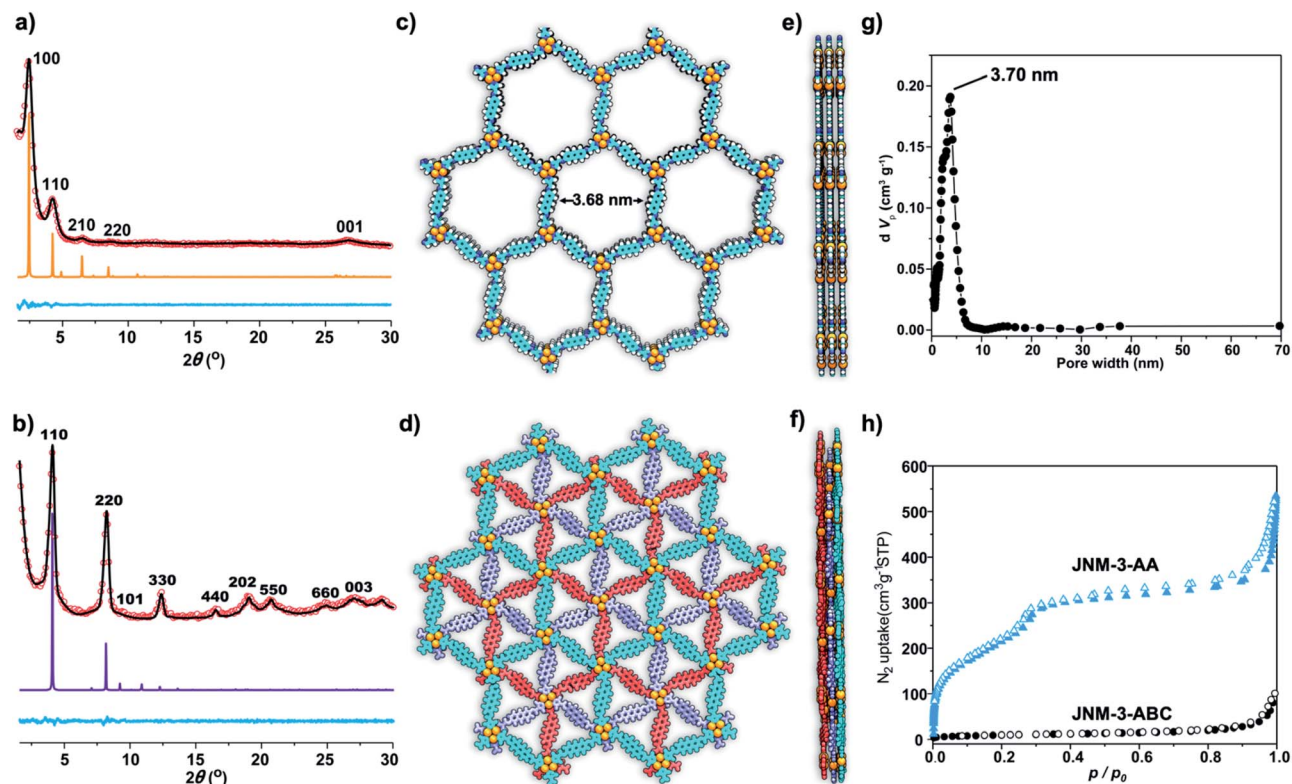 a)
100
110
210
220
001
5
10
15
20
25
30
2θ (°)
b)
110
220
101
330
440
202
550
660
003
5
10
15
20
25
30
2θ (°)
c)
3.68 nm
d)
e)
f)
g)
3.70 nm
0.20
0.15
0.10
0.05
0.00
d Vp (cm³ g⁻¹)
0
10
20
30
40
50
60
70
Pore width (nm)
h)
600
500
400
300
200
100
0
N₂ uptake(cm³g⁻¹STP)
JNM-3-AA
JNM-3-ABC
0.0
0.2
0.4
0.6
0.8
1.0
p / p₀